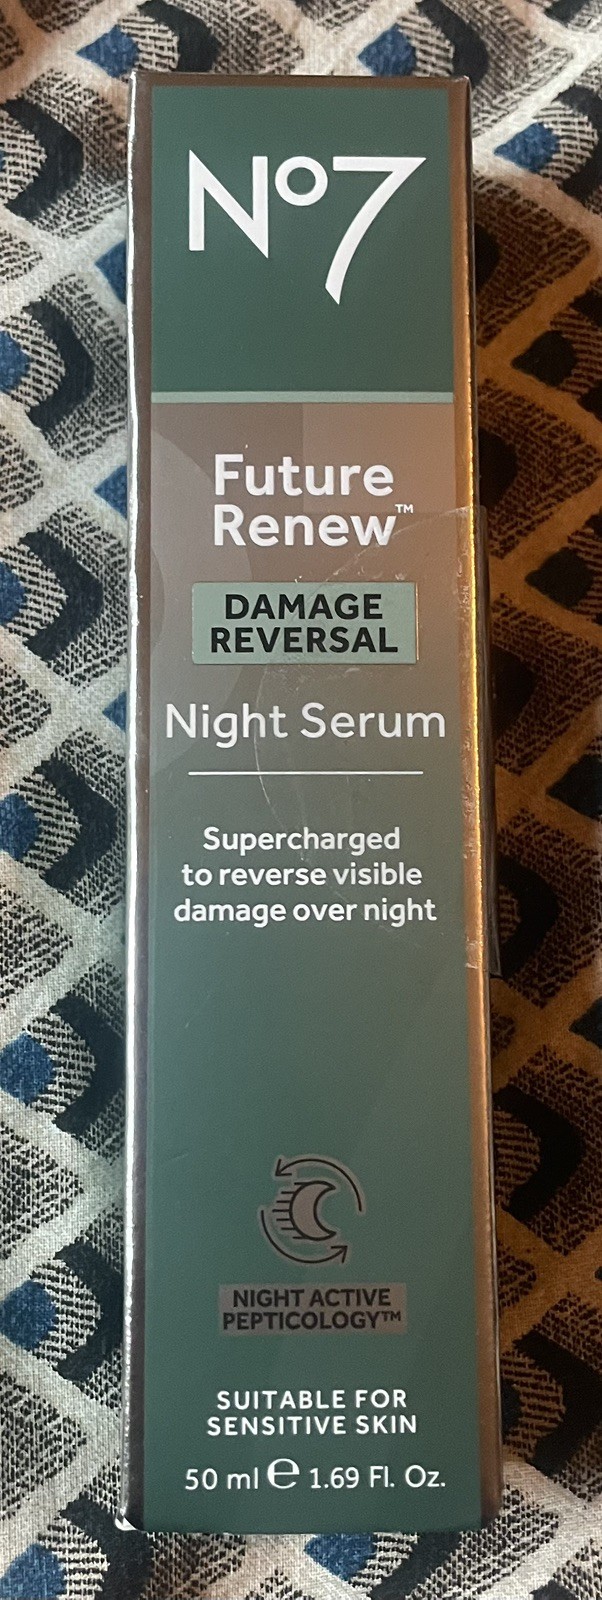 No7
Future
Renew™
DAMAGE
REVERSAL
Night Serum
Supercharged
to reverse visible
damage over night
NIGHT ACTIVE
PEPTICOLOGY™
SUITABLE FOR
SENSITIVE SKIN
50 ml ℮ 1.69 Fl. Oz.